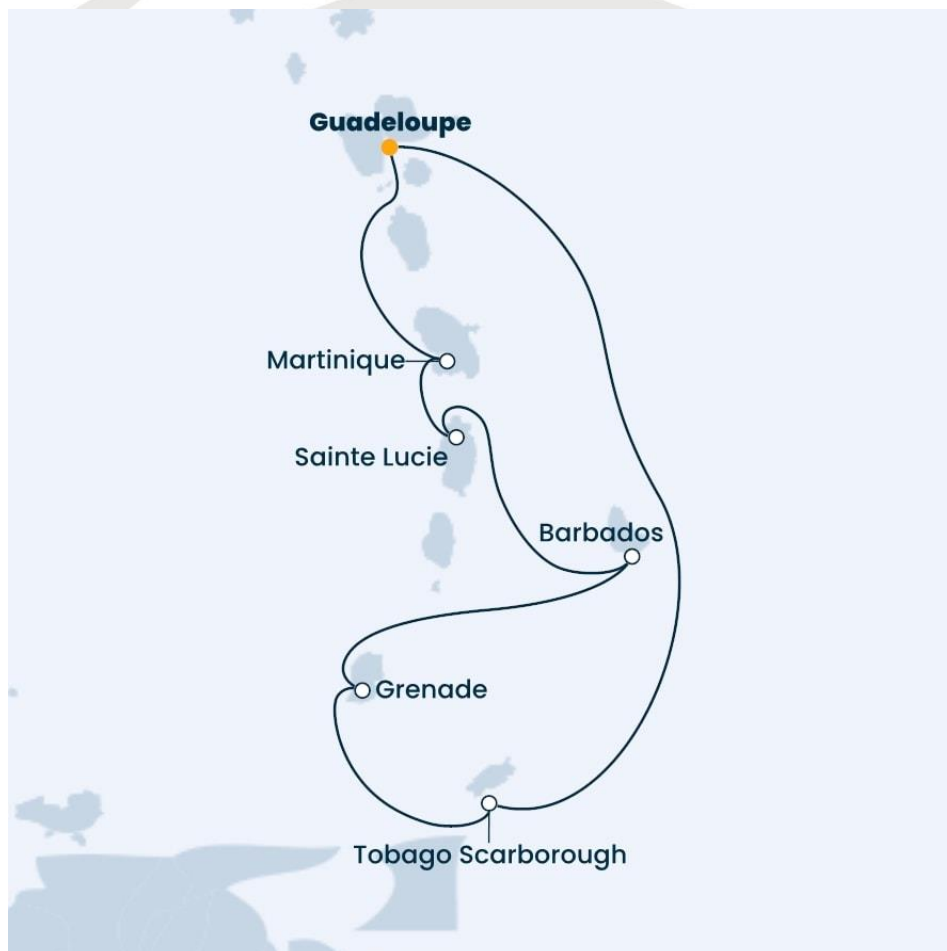 Guadeloupe
Martinique
Sainte Lucie
Barbados
Grenade
Tobago Scarborough